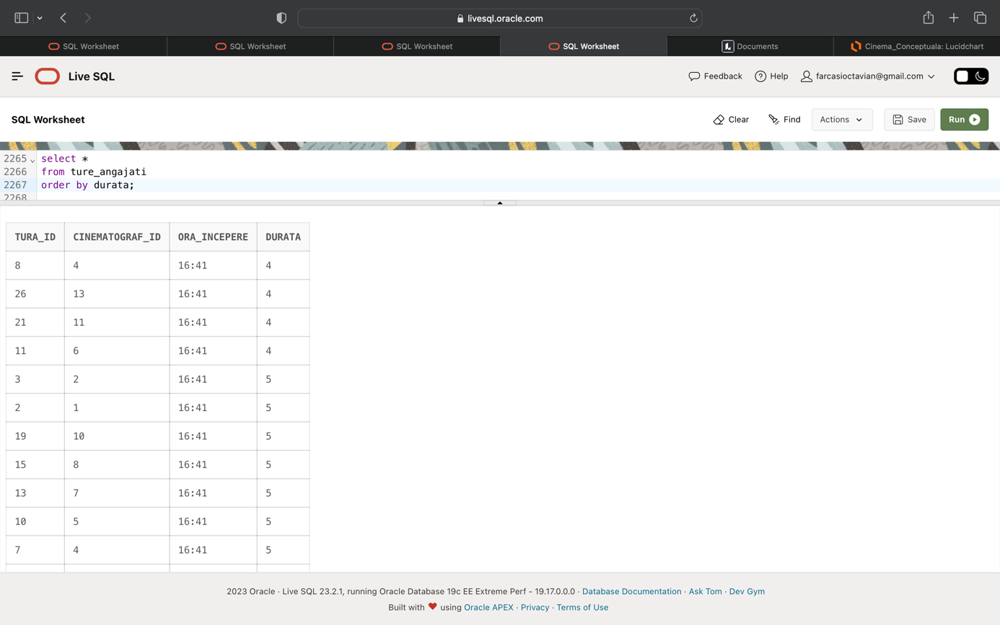 livesql.oracle.com
SQL Worksheet SQL Worksheet SQL Worksheet SQL Worksheet Documents Cinema_Conceptuala: Lucidchart
Live SQL Feedback Help farcasioctavian@gmail.com
SQL Worksheet Clear Find Actions Save Run
2265 select *
2266 from ture_angajati
2267 order by durata;
2268
TURA_ID CINEMATOGRAF_ID ORA_INCEPERE DURATA
8 4 16:41 4
26 13 16:41 4
21 11 16:41 4
11 6 16:41 4
3 2 16:41 5
2 1 16:41 5
19 10 16:41 5
15 8 16:41 5
13 7 16:41 5
10 5 16:41 5
7 4 16:41 5
2023 Oracle · Live SQL 23.2.1, running Oracle Database 19c EE Extreme Perf - 19.17.0.0.0 · Database Documentation · Ask Tom · Dev Gym
Built with ❤ using Oracle APEX · Privacy · Terms of Use